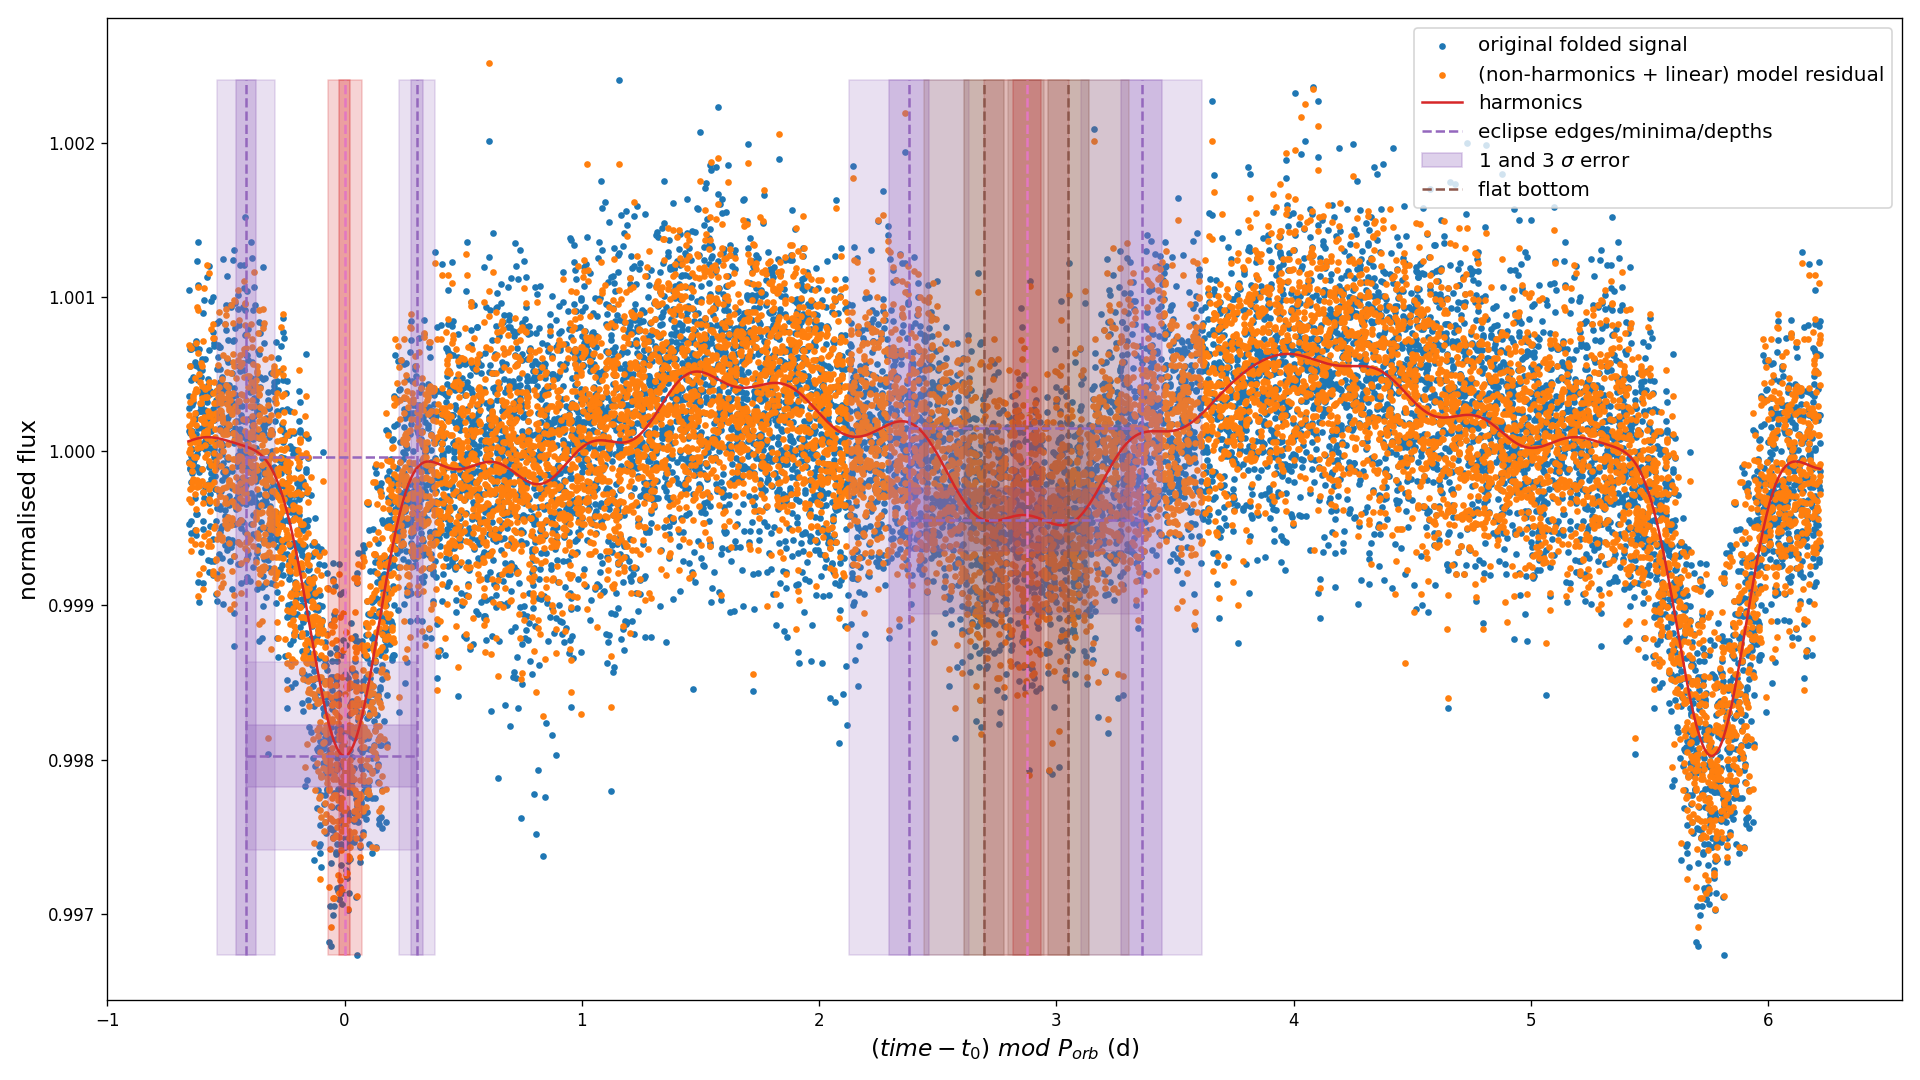 original folded signal
(non-harmonics + linear) model residual
harmonics
eclipse edges/minima/depths
1 and 3 σ error
flat bottom
normalised flux
1.002
1.001
1.000
0.999
0.998
0.997
−1
0
1
2
3
4
5
6
(time − t₀) mod Pₒᵣᵦ (d)